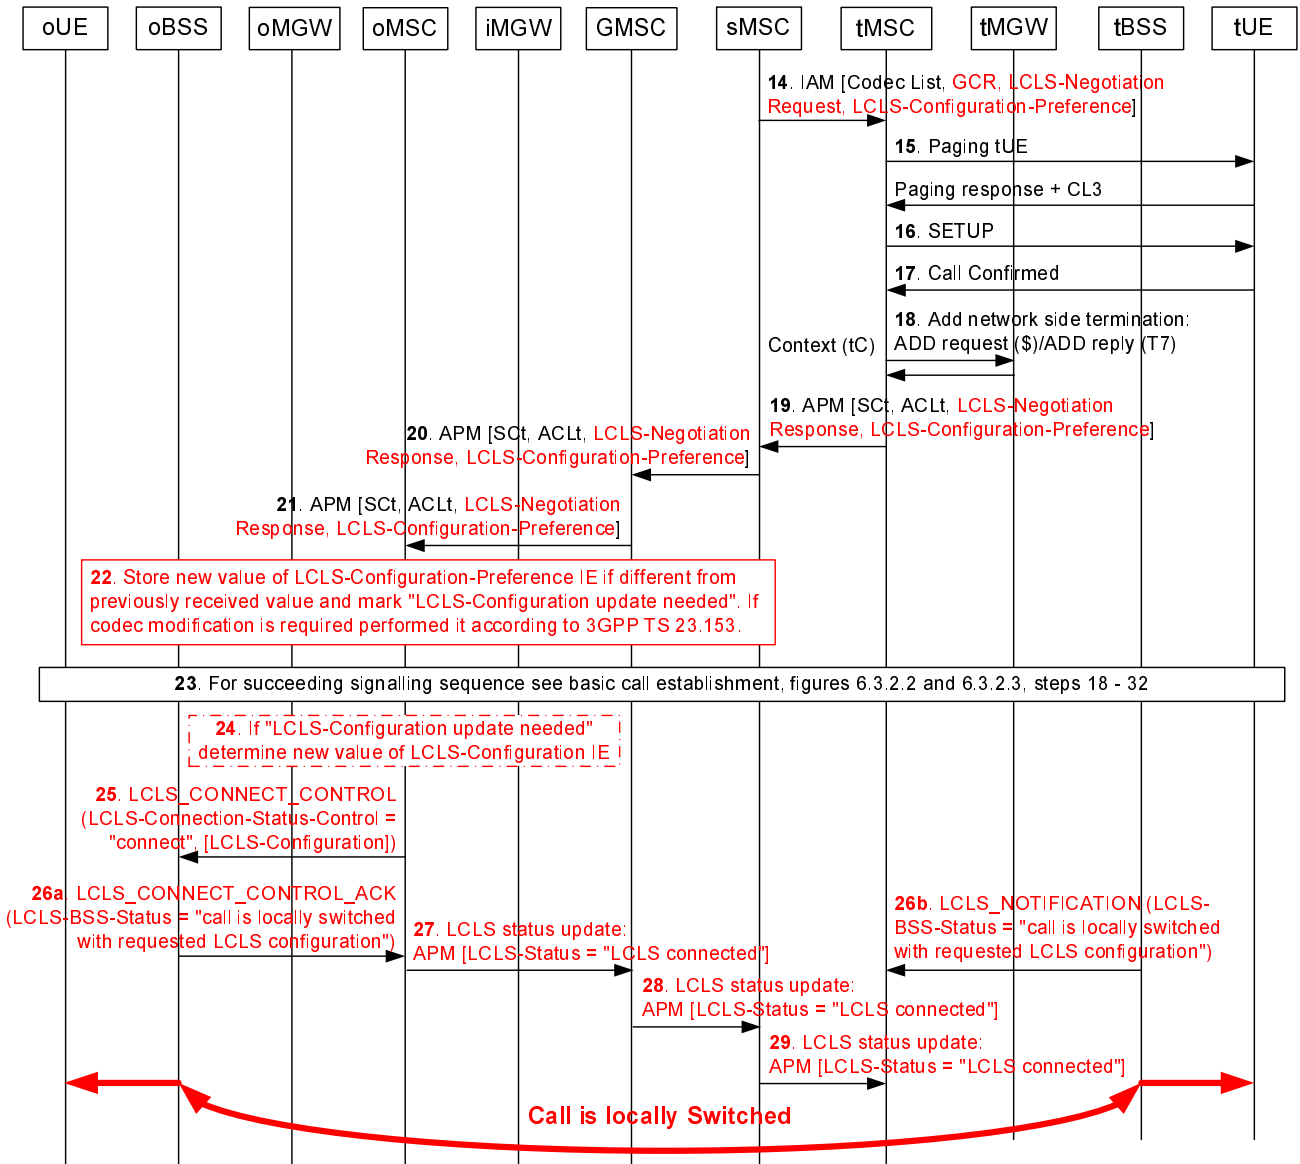 oUE oBSS oMGW oMSC iMGW GMSC sMSC tMSC tMGW tBSS tUE
14. IAM [Codec List, GCR, LCLS-Negotiation
Request, LCLS-Configuration-Preference]
15. Paging tUE
Paging response + CL3
16. SETUP
17. Call Confirmed
18. Add network side termination:
Context (tC) ADD request ($)/ADD reply (T7)
19. APM [SCt, ACLt, LCLS-Negotiation
Response, LCLS-Configuration-Preference]
20. APM [SCt, ACLt, LCLS-Negotiation
Response, LCLS-Configuration-Preference]
21. APM [SCt, ACLt, LCLS-Negotiation
Response, LCLS-Configuration-Preference]
22. Store new value of LCLS-Configuration-Preference IE if different from
previously received value and mark "LCLS-Configuration update needed". If
codec modification is required performed it according to 3GPP TS 23.153.
23. For succeeding signalling sequence see basic call establishment, figures 6.3.2.2 and 6.3.2.3, steps 18 - 32
24. If "LCLS-Configuration update needed"
determine new value of LCLS-Configuration IE
25. LCLS_CONNECT_CONTROL
(LCLS-Connection-Status-Control =
"connect", [LCLS-Configuration])
26a. LCLS_CONNECT_CONTROL_ACK
(LCLS-BSS-Status = "call is locally switched
with requested LCLS configuration")
26b. LCLS_NOTIFICATION (LCLS-
BSS-Status = "call is locally switched
with requested LCLS configuration")
27. LCLS status update:
APM [LCLS-Status = "LCLS connected"]
28. LCLS status update:
APM [LCLS-Status = "LCLS connected"]
29. LCLS status update:
APM [LCLS-Status = "LCLS connected"]
Call is locally Switched